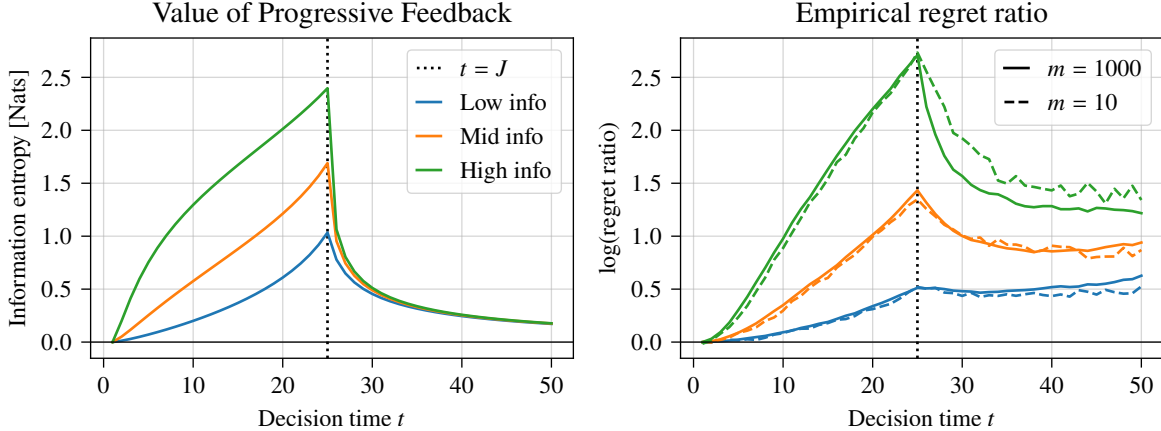 Value of Progressive Feedback
Information entropy [Nats]
2.5
2.0
1.5
1.0
0.5
0.0
0
10
20
30
40
50
Decision time t
t = J
Low info
Mid info
High info
Empirical regret ratio
log(regret ratio)
2.5
2.0
1.5
1.0
0.5
0.0
0
10
20
30
40
50
Decision time t
m = 1000
m = 10